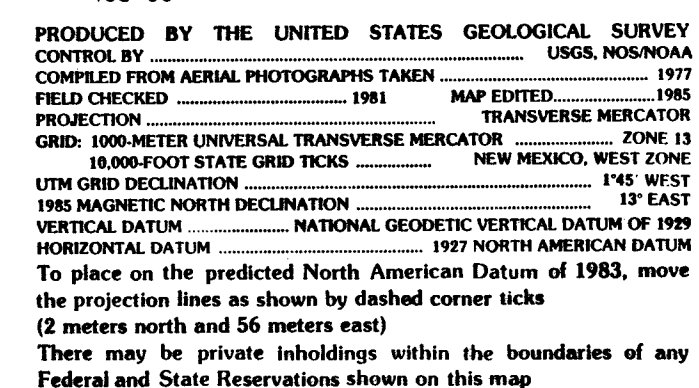 PRODUCED BY THE UNITED STATES GEOLOGICAL SURVEY
CONTROL BY ........................................................................ USGS, NOS/NOAA
COMPILED FROM AERIAL PHOTOGRAPHS TAKEN ........................................ 1977
FIELD CHECKED ................................ 1981 MAP EDITED....................1985
PROJECTION ........................................................ TRANSVERSE MERCATOR
GRID: 1000-METER UNIVERSAL TRANSVERSE MERCATOR ................... ZONE 13
10,000-FOOT STATE GRID TICKS ............... NEW MEXICO, WEST ZONE
UTM GRID DECLINATION .................................................................... 1°45′ WEST
1985 MAGNETIC NORTH DECLINATION ............................................. 13° EAST
VERTICAL DATUM ................... NATIONAL GEODETIC VERTICAL DATUM OF 1929
HORIZONTAL DATUM ....................................... 1927 NORTH AMERICAN DATUM
To place on the predicted North American Datum of 1983, move
the projection lines as shown by dashed corner ticks
(2 meters north and 56 meters east)
There may be private inholdings within the boundaries of any
Federal and State Reservations shown on this map